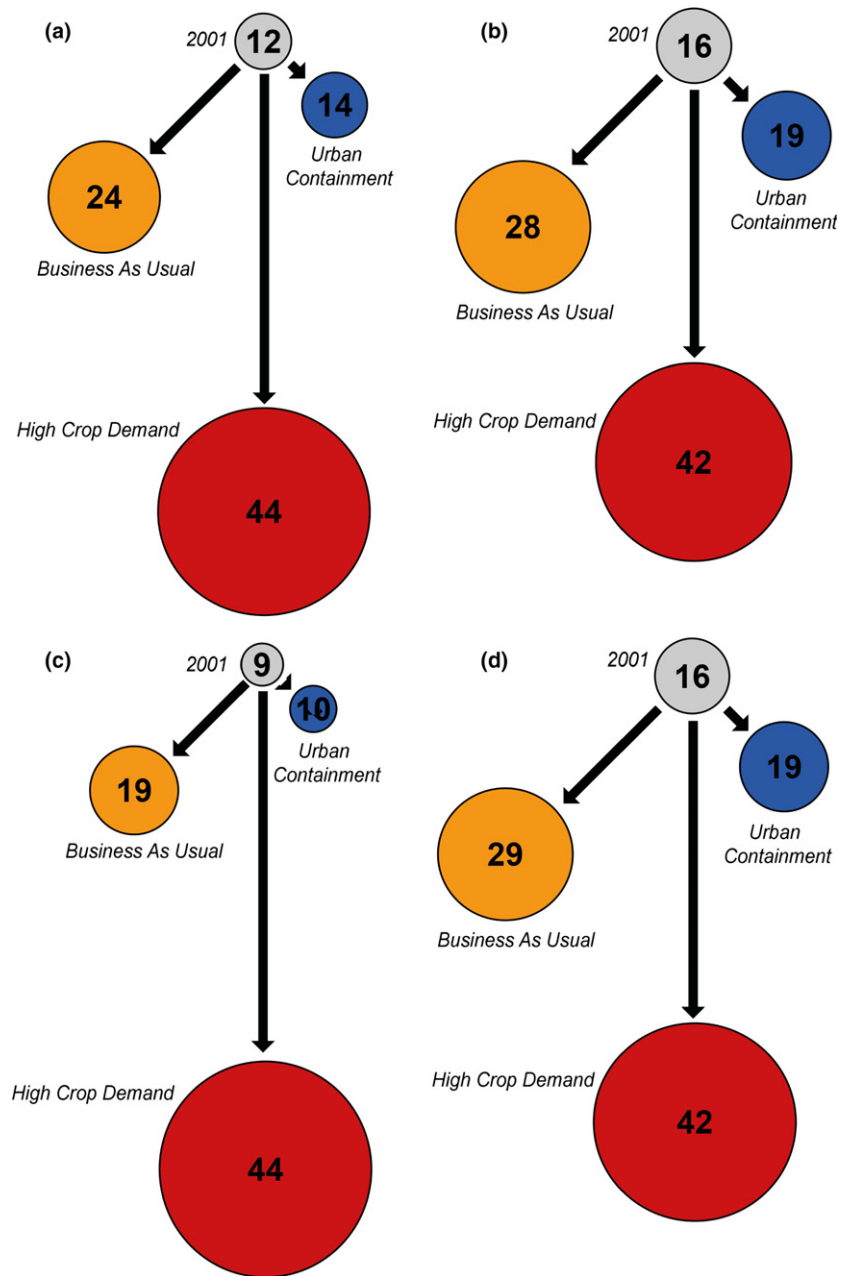 (a)
2001
12
14
Urban
Containment
24
Business As Usual
High Crop Demand
44
(b)
2001
16
19
Urban
Containment
28
Business As Usual
High Crop Demand
42
(c)
2001
9
10
Urban
Containment
19
Business As Usual
High Crop Demand
44
(d)
2001
16
19
Urban
Containment
29
Business As Usual
High Crop Demand
42